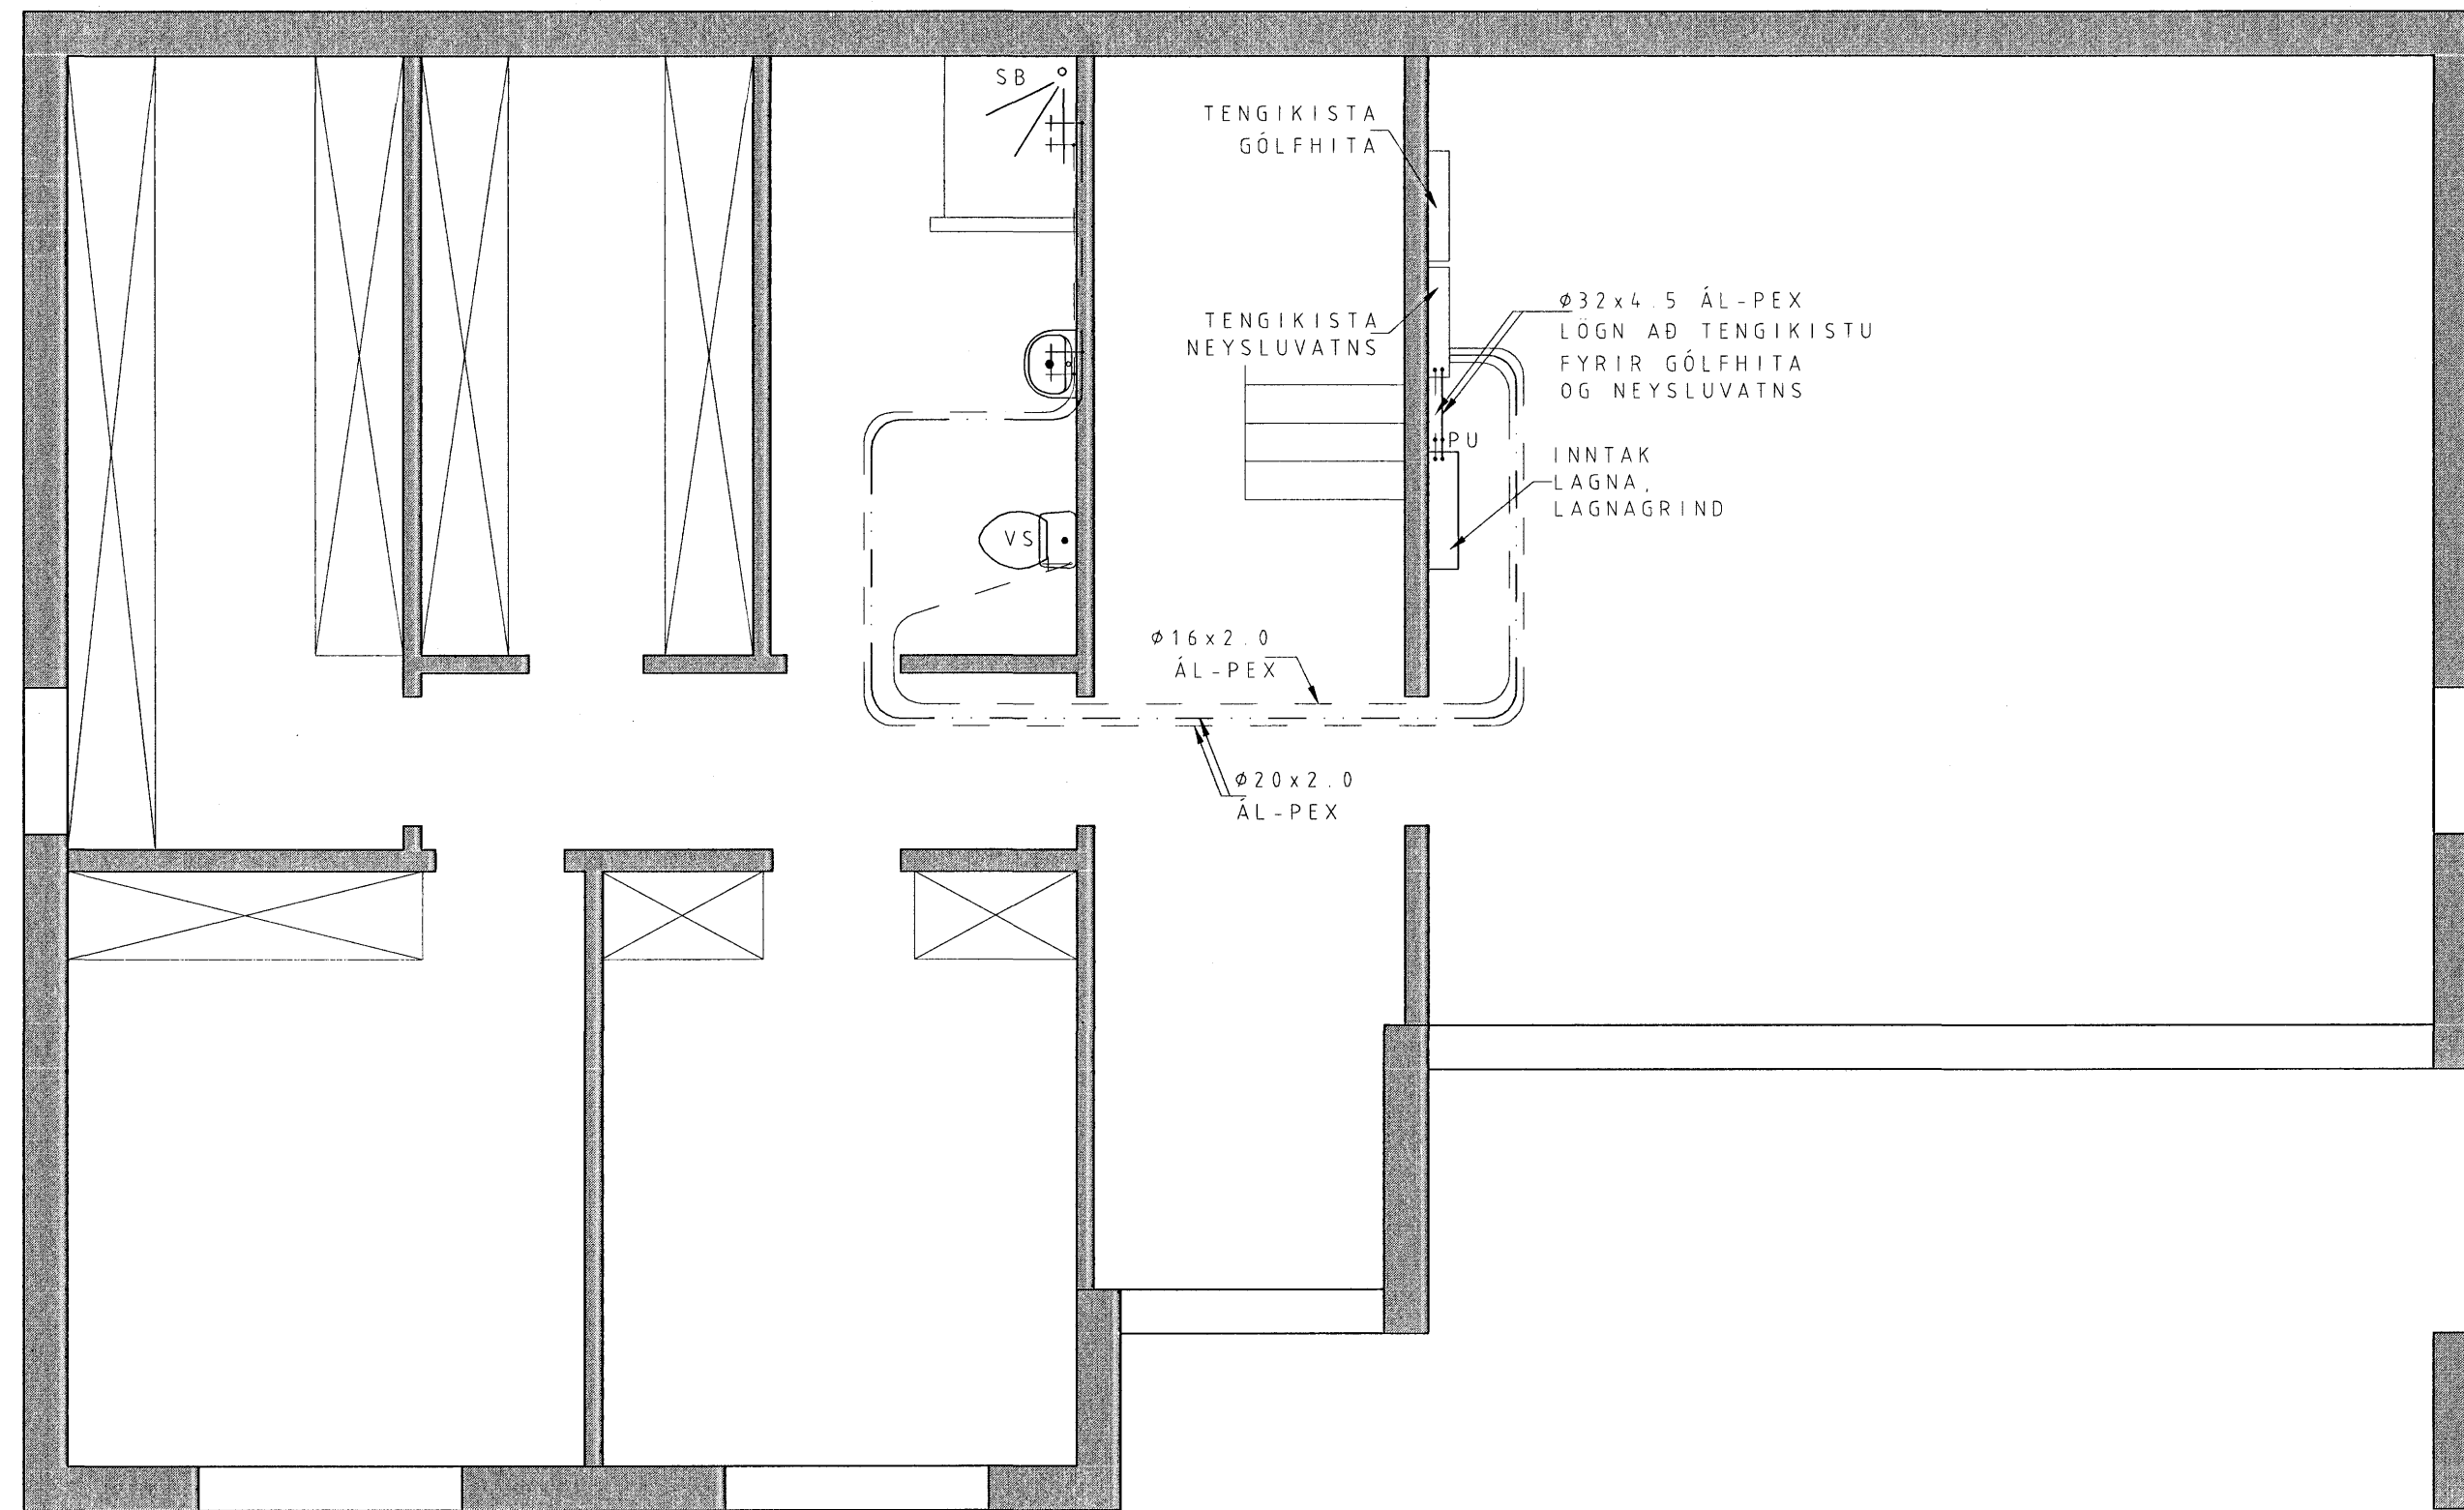 SB
TENGIKISTA
GÓLFHITA
TENGIKISTA
NEYSLUVATNS
ø32x4.5 ÁL-PEX
LÖGN AÐ TENGIKISTU
FYRIR GÓLFHITA
OG NEYSLUVATNS
PU
INNTAK
LAGNA,
LAGNAGRIND
VS
ø16x2.0
ÁL-PEX
ø20x2.0
ÁL-PEX